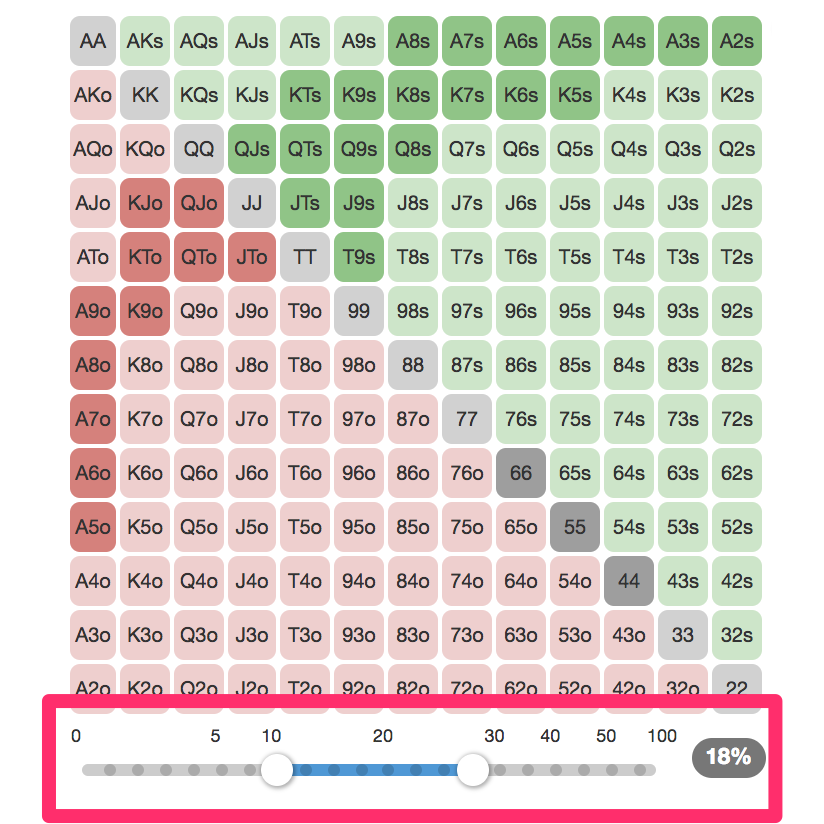 AA AKs AQs AJs ATs A9s A8s A7s A6s A5s A4s A3s A2s
AKo KK KQs KJs KTs K9s K8s K7s K6s K5s K4s K3s K2s
AQo KQo QQ QJs QTs Q9s Q8s Q7s Q6s Q5s Q4s Q3s Q2s
AJo KJo QJo JJ JTs J9s J8s J7s J6s J5s J4s J3s J2s
ATo KTo QTo JTo TT T9s T8s T7s T6s T5s T4s T3s T2s
A9o K9o Q9o J9o T9o 99 98s 97s 96s 95s 94s 93s 92s
A8o K8o Q8o J8o T8o 98o 88 87s 86s 85s 84s 83s 82s
A7o K7o Q7o J7o T7o 97o 87o 77 76s 75s 74s 73s 72s
A6o K6o Q6o J6o T6o 96o 86o 76o 66 65s 64s 63s 62s
A5o K5o Q5o J5o T5o 95o 85o 75o 65o 55 54s 53s 52s
A4o K4o Q4o J4o T4o 94o 84o 74o 64o 54o 44 43s 42s
A3o K3o Q3o J3o T3o 93o 83o 73o 63o 53o 43o 33 32s
A2o K2o Q2o J2o T2o 92o 82o 72o 62o 52o 42o 32o 22
0 5 10 20 30 40 50 100
18%